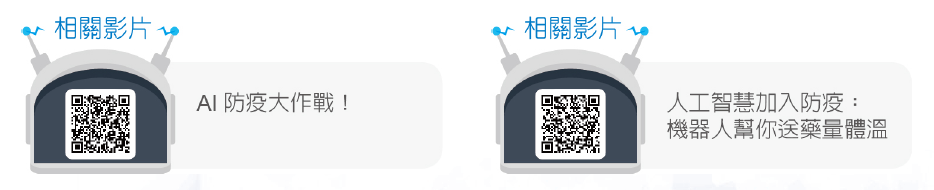 相關影片
AI 防疫大作戰！
相關影片
人工智慧加入防疫：
機器人幫你送藥量體溫